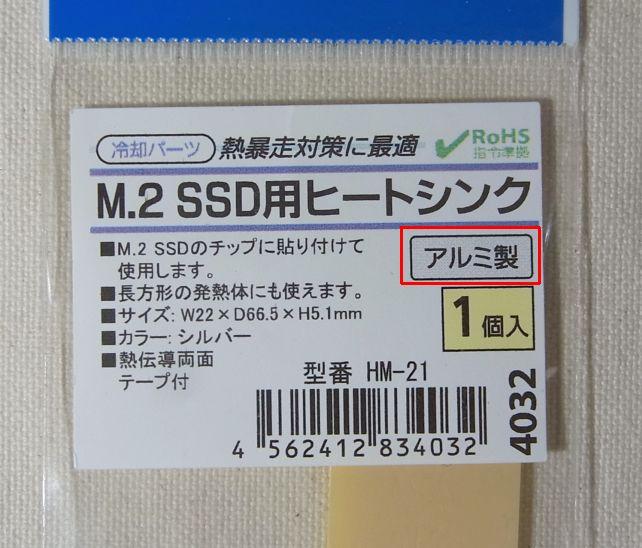 冷却パーツ 熱暴走対策に最適 RoHS
指令準拠
M.2 SSD用ヒートシンク
■M.2 SSDのチップに貼り付けて
使用します。
アルミ製
■長方形の発熱体にも使えます。
■サイズ: W22×D66.5×H5.1mm
1個入
■カラー: シルバー
■熱伝導両面
テープ付
型番 HM-21
4 562412 834032
4032